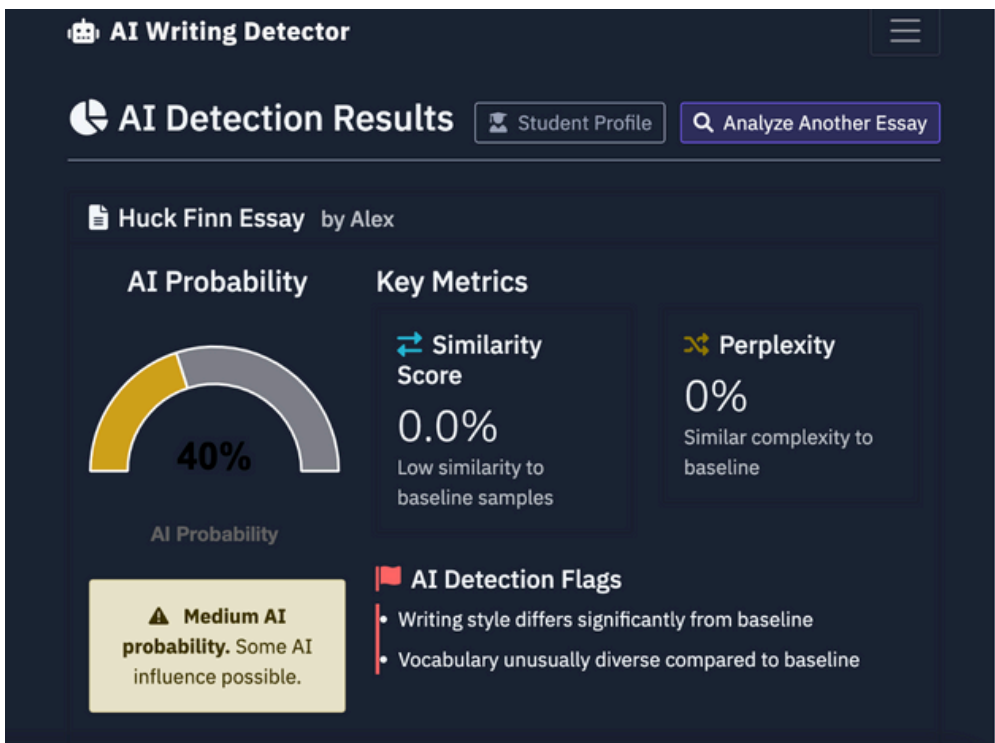 AI Writing Detector
AI Detection Results
Student Profile
Analyze Another Essay
Huck Finn Essay by Alex
AI Probability
40%
AI Probability
Medium AI
probability. Some AI
influence possible.
Key Metrics
Similarity
Score
0.0%
Low similarity to
baseline samples
Perplexity
0%
Similar complexity to
baseline
AI Detection Flags
• Writing style differs significantly from baseline
• Vocabulary unusually diverse compared to baseline